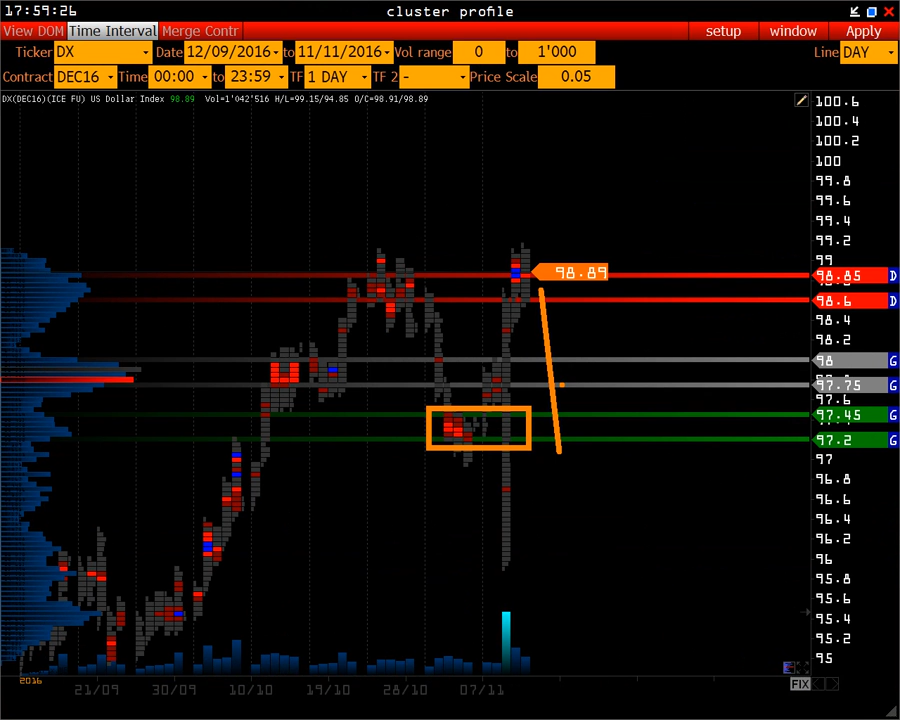 17:59:26 cluster profile
View DOM Time Interval Merge Contr setup window Apply
Ticker DX Date 12/09/2016 to 11/11/2016 Vol range 0 to 1'000 Line DAY
Contract DEC16 Time 00:00 to 23:59 TF 1 DAY TF 2 - Price Scale 0.05
DX(DEC16)(ICE FU) US Dollar Index 98.89 Vol=1'042'516 H/L=99.15/94.85 O/C=98.91/98.89
100.6
100.4
100.2
100
99.8
99.6
99.4
99.2
99
98.89
98.85 D
98.6 D
98.4
98.2
98 G
97.75 G
97.6
97.45 G
97.2 G
97
96.8
96.6
96.4
96.2
96
95.8
95.6
95.4
95.2
95
2016
FIX
21/09 30/09 10/10 19/10 28/10 07/11